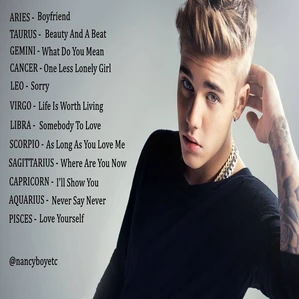 ARIES - Boyfriend
TAURUS - Beauty And A Beat
GEMINI - What Do You Mean
CANCER - One Less Lonely Girl
LEO - Sorry
VIRGO - Life Is Worth Living
LIBRA - Somebody To Love
SCORPIO - As Long As You Love Me
SAGITTARIUS - Where Are You Now
CAPRICORN - I'll Show You
AQUARIUS - Never Say Never
PISCES - Love Yourself
@nancyboyetc